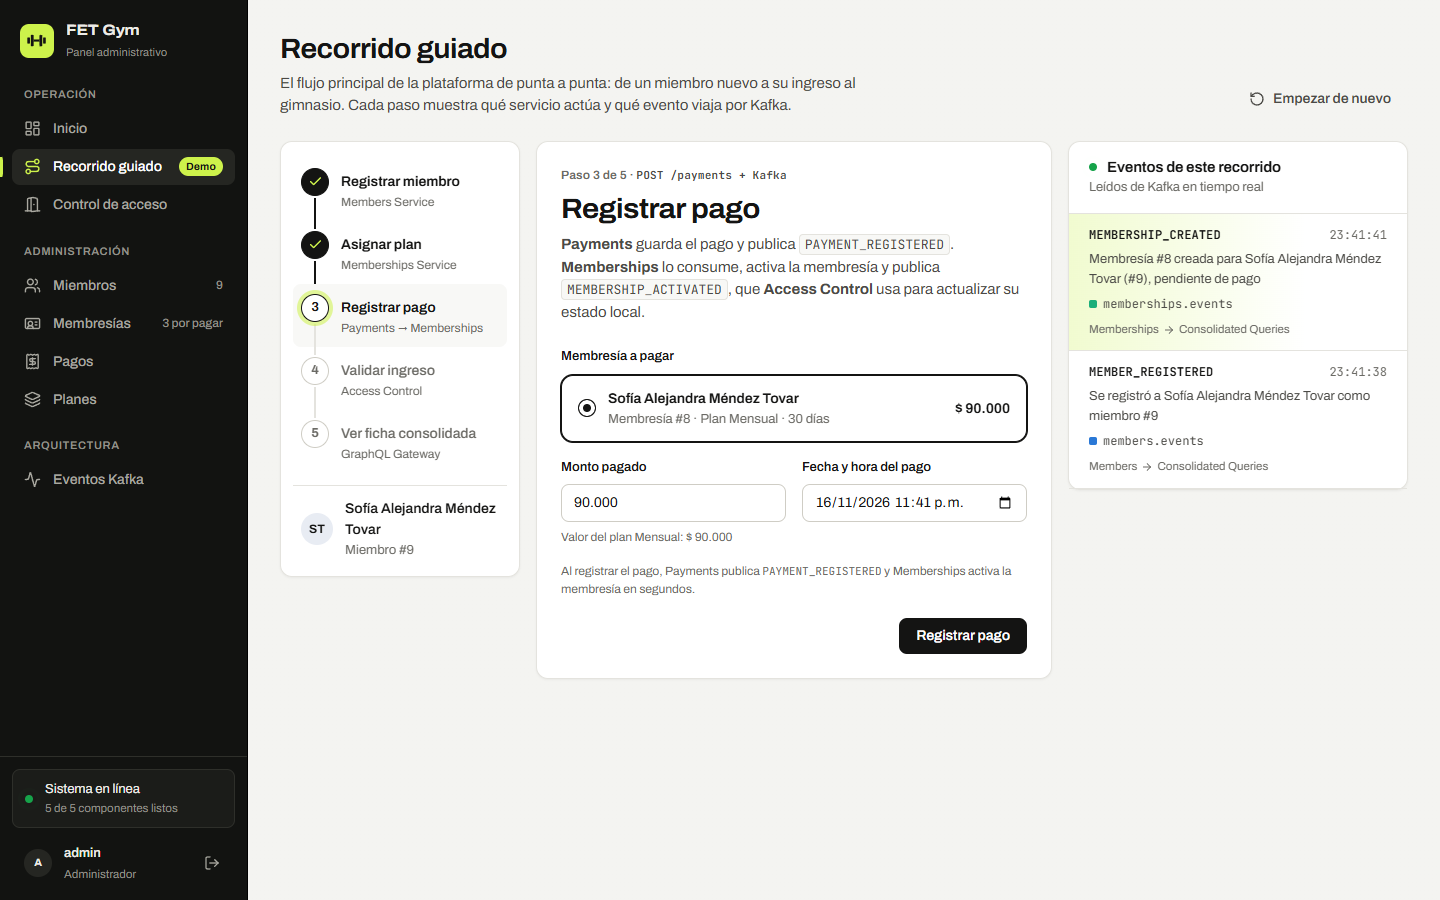 FET Gym
Panel administrativo
OPERACIÓN
Inicio
Recorrido guiado Demo
Control de acceso
ADMINISTRACIÓN
Miembros 9
Membresías 3 por pagar
Pagos
Planes
ARQUITECTURA
Eventos Kafka
Sistema en línea
5 de 5 componentes listos
A
admin
Administrador
Recorrido guiado
El flujo principal de la plataforma de punta a punta: de un miembro nuevo a su ingreso al
gimnasio. Cada paso muestra qué servicio actúa y qué evento viaja por Kafka.
Empezar de nuevo
Registrar miembro
Members Service
Asignar plan
Memberships Service
3 Registrar pago
Payments → Memberships
4 Validar ingreso
Access Control
5 Ver ficha consolidada
GraphQL Gateway
ST
Sofía Alejandra Méndez
Tovar
Miembro #9
Paso 3 de 5 · POST /payments + Kafka
Registrar pago
Payments guarda el pago y publica PAYMENT_REGISTERED.
Memberships lo consume, activa la membresía y publica
MEMBERSHIP_ACTIVATED, que Access Control usa para actualizar su
estado local.
Membresía a pagar
Sofía Alejandra Méndez Tovar
Membresía #8 · Plan Mensual · 30 días
$ 90.000
Monto pagado
90.000
Valor del plan Mensual: $ 90.000
Fecha y hora del pago
16/11/2026 11:41 p. m.
Al registrar el pago, Payments publica PAYMENT_REGISTERED y Memberships activa la
membresía en segundos.
Registrar pago
Eventos de este recorrido
Leídos de Kafka en tiempo real
MEMBERSHIP_CREATED 23:41:41
Membresía #8 creada para Sofía Alejandra Méndez
Tovar (#9), pendiente de pago
memberships.events
Memberships → Consolidated Queries
MEMBER_REGISTERED 23:41:38
Se registró a Sofía Alejandra Méndez Tovar como
miembro #9
members.events
Members → Consolidated Queries